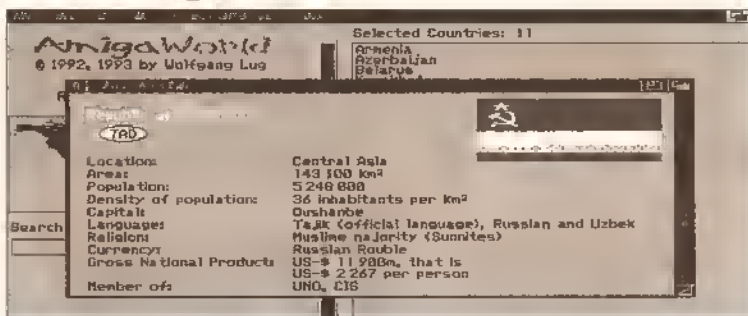 AmigaWorld
© 1992, 1993 by Wolfgang Lug
Selected Countries: 11
Armenia
Azerbaijan
Belarus
TAD
Location: Central Asia
Area: 143 100 Km²
Population: 5 248 000
Density of population: 36 inhabitants per Km²
Capital: Dushanbe
Languages: Tajik (official language), Russian and Uzbek
Religion: Muslime majority (Sunnites)
Currency: Russian Rouble
Gross National Product: US-$ 11 900m, that is
US-$ 2 267 per person
Member of: UNO, CIS
Search